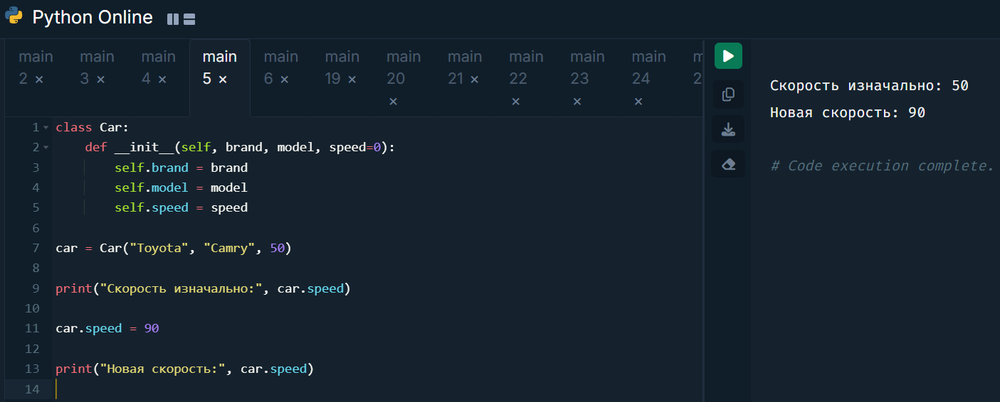 Python Online
main 2 × main 3 × main 4 × main 5 × main 6 × main 19 × main 20 × main 21 × main 22 × main 23 × main 24 ×
1 class Car:
2     def __init__(self, brand, model, speed=0):
3         self.brand = brand
4         self.model = model
5         self.speed = speed
6
7 car = Car("Toyota", "Camry", 50)
8
9 print("Скорость изначально:", car.speed)
10
11 car.speed = 90
12
13 print("Новая скорость:", car.speed)
14
Скорость изначально: 50
Новая скорость: 90
# Code execution complete.